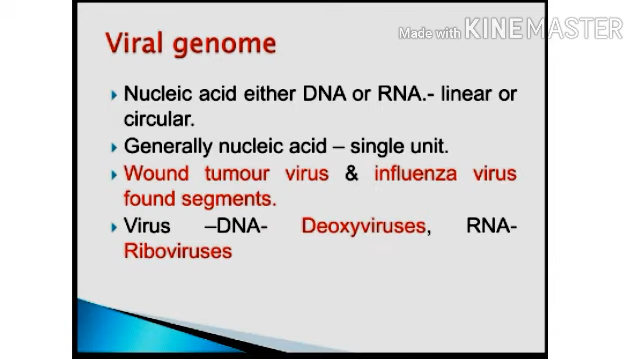 Viral genome
Made with KINEMASTER
Nucleic acid either DNA or RNA.- linear or
circular.
Generally nucleic acid – single unit.
Wound tumour virus & influenza virus
found segments.
Virus –DNA- Deoxyviruses, RNA-
Riboviruses